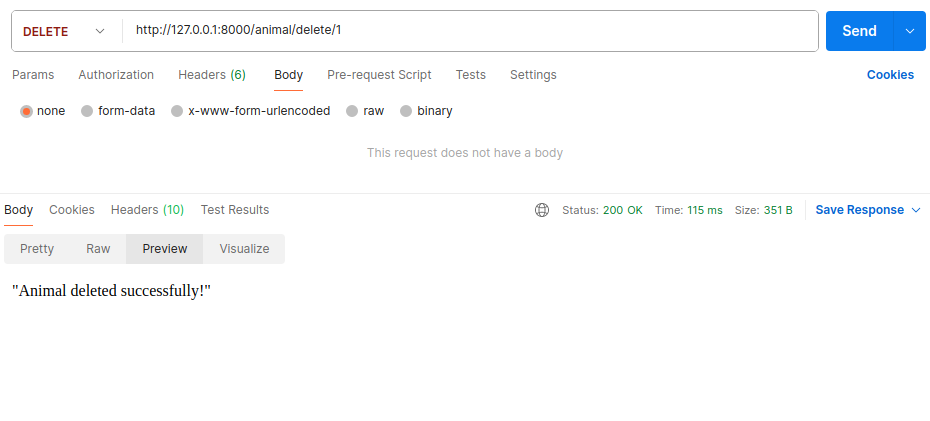 DELETE http://127.0.0.1:8000/animal/delete/1 Send
Params Authorization Headers (6) Body Pre-request Script Tests Settings Cookies
none form-data x-www-form-urlencoded raw binary
This request does not have a body
Body Cookies Headers (10) Test Results Status: 200 OK Time: 115 ms Size: 351 B Save Response
Pretty Raw Preview Visualize
"Animal deleted successfully!"